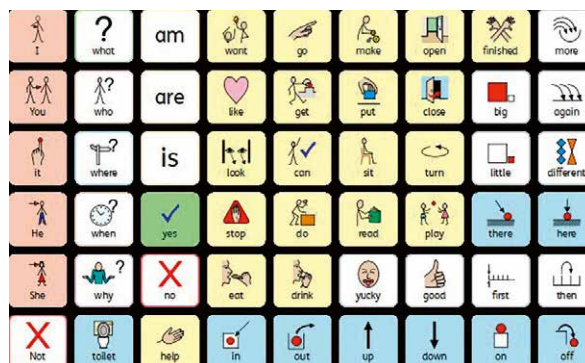 I what am want go make open finished more
You who are like get put close big again
it where is look can sit turn little different
He when yes stop do read play there here
She why no eat drink yucky good first then
Not toilet help in out up down on off